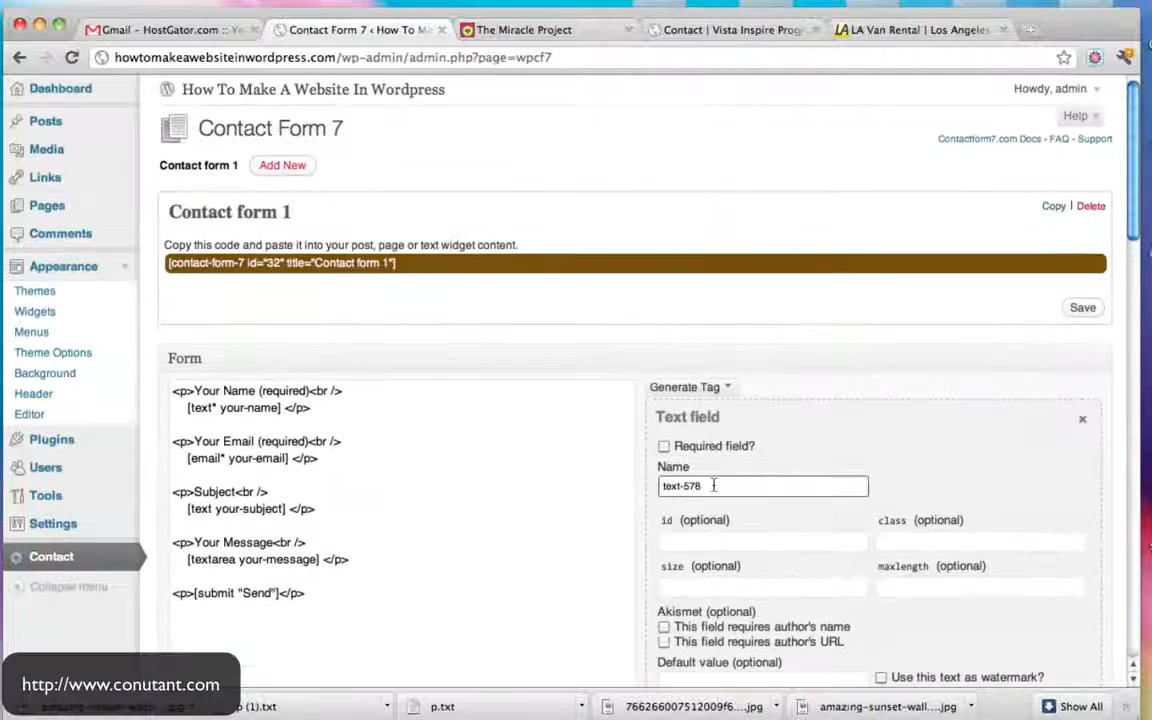 Gmail - HostGator.com :: Y
Contact Form 7 ‹ How To M
The Miracle Project
Contact | Vista Inspire Prog
LA Van Rental | Los Angeles
howtomakeawebsiteinwordpress.com/wp-admin/admin.php?page=wpcf7
Dashboard
Posts
Media
Links
Pages
Comments
Appearance
Themes
Widgets
Menus
Theme Options
Background
Header
Editor
Plugins
Users
Tools
Settings
Contact
Collapse menu
How To Make A Website In Wordpress
Howdy, admin
Help
Contact Form 7
Contactform7.com Docs - FAQ - Support
Contact form 1
Add New
Contact form 1
Copy | Delete
Copy this code and paste it into your post, page or text widget content.
[contact-form-7 id="32" title="Contact form 1"]
Save
Form
<p>Your Name (required)<br />
[text* your-name] </p>
<p>Your Email (required)<br />
[email* your-email] </p>
<p>Subject<br />
[text your-subject] </p>
<p>Your Message<br />
[textarea your-message] </p>
<p>[submit "Send"]</p>
Generate Tag
Text field
Required field?
Name
text-578
id (optional)
class (optional)
size (optional)
maxlength (optional)
Akismet (optional)
This field requires author's name
This field requires author's URL
Default value (optional)
Use this text as watermark?
http://www.conutant.com
(1).txt
p.txt
766266007512009f6....jpg
amazing-sunset-wall....jpg
Show All